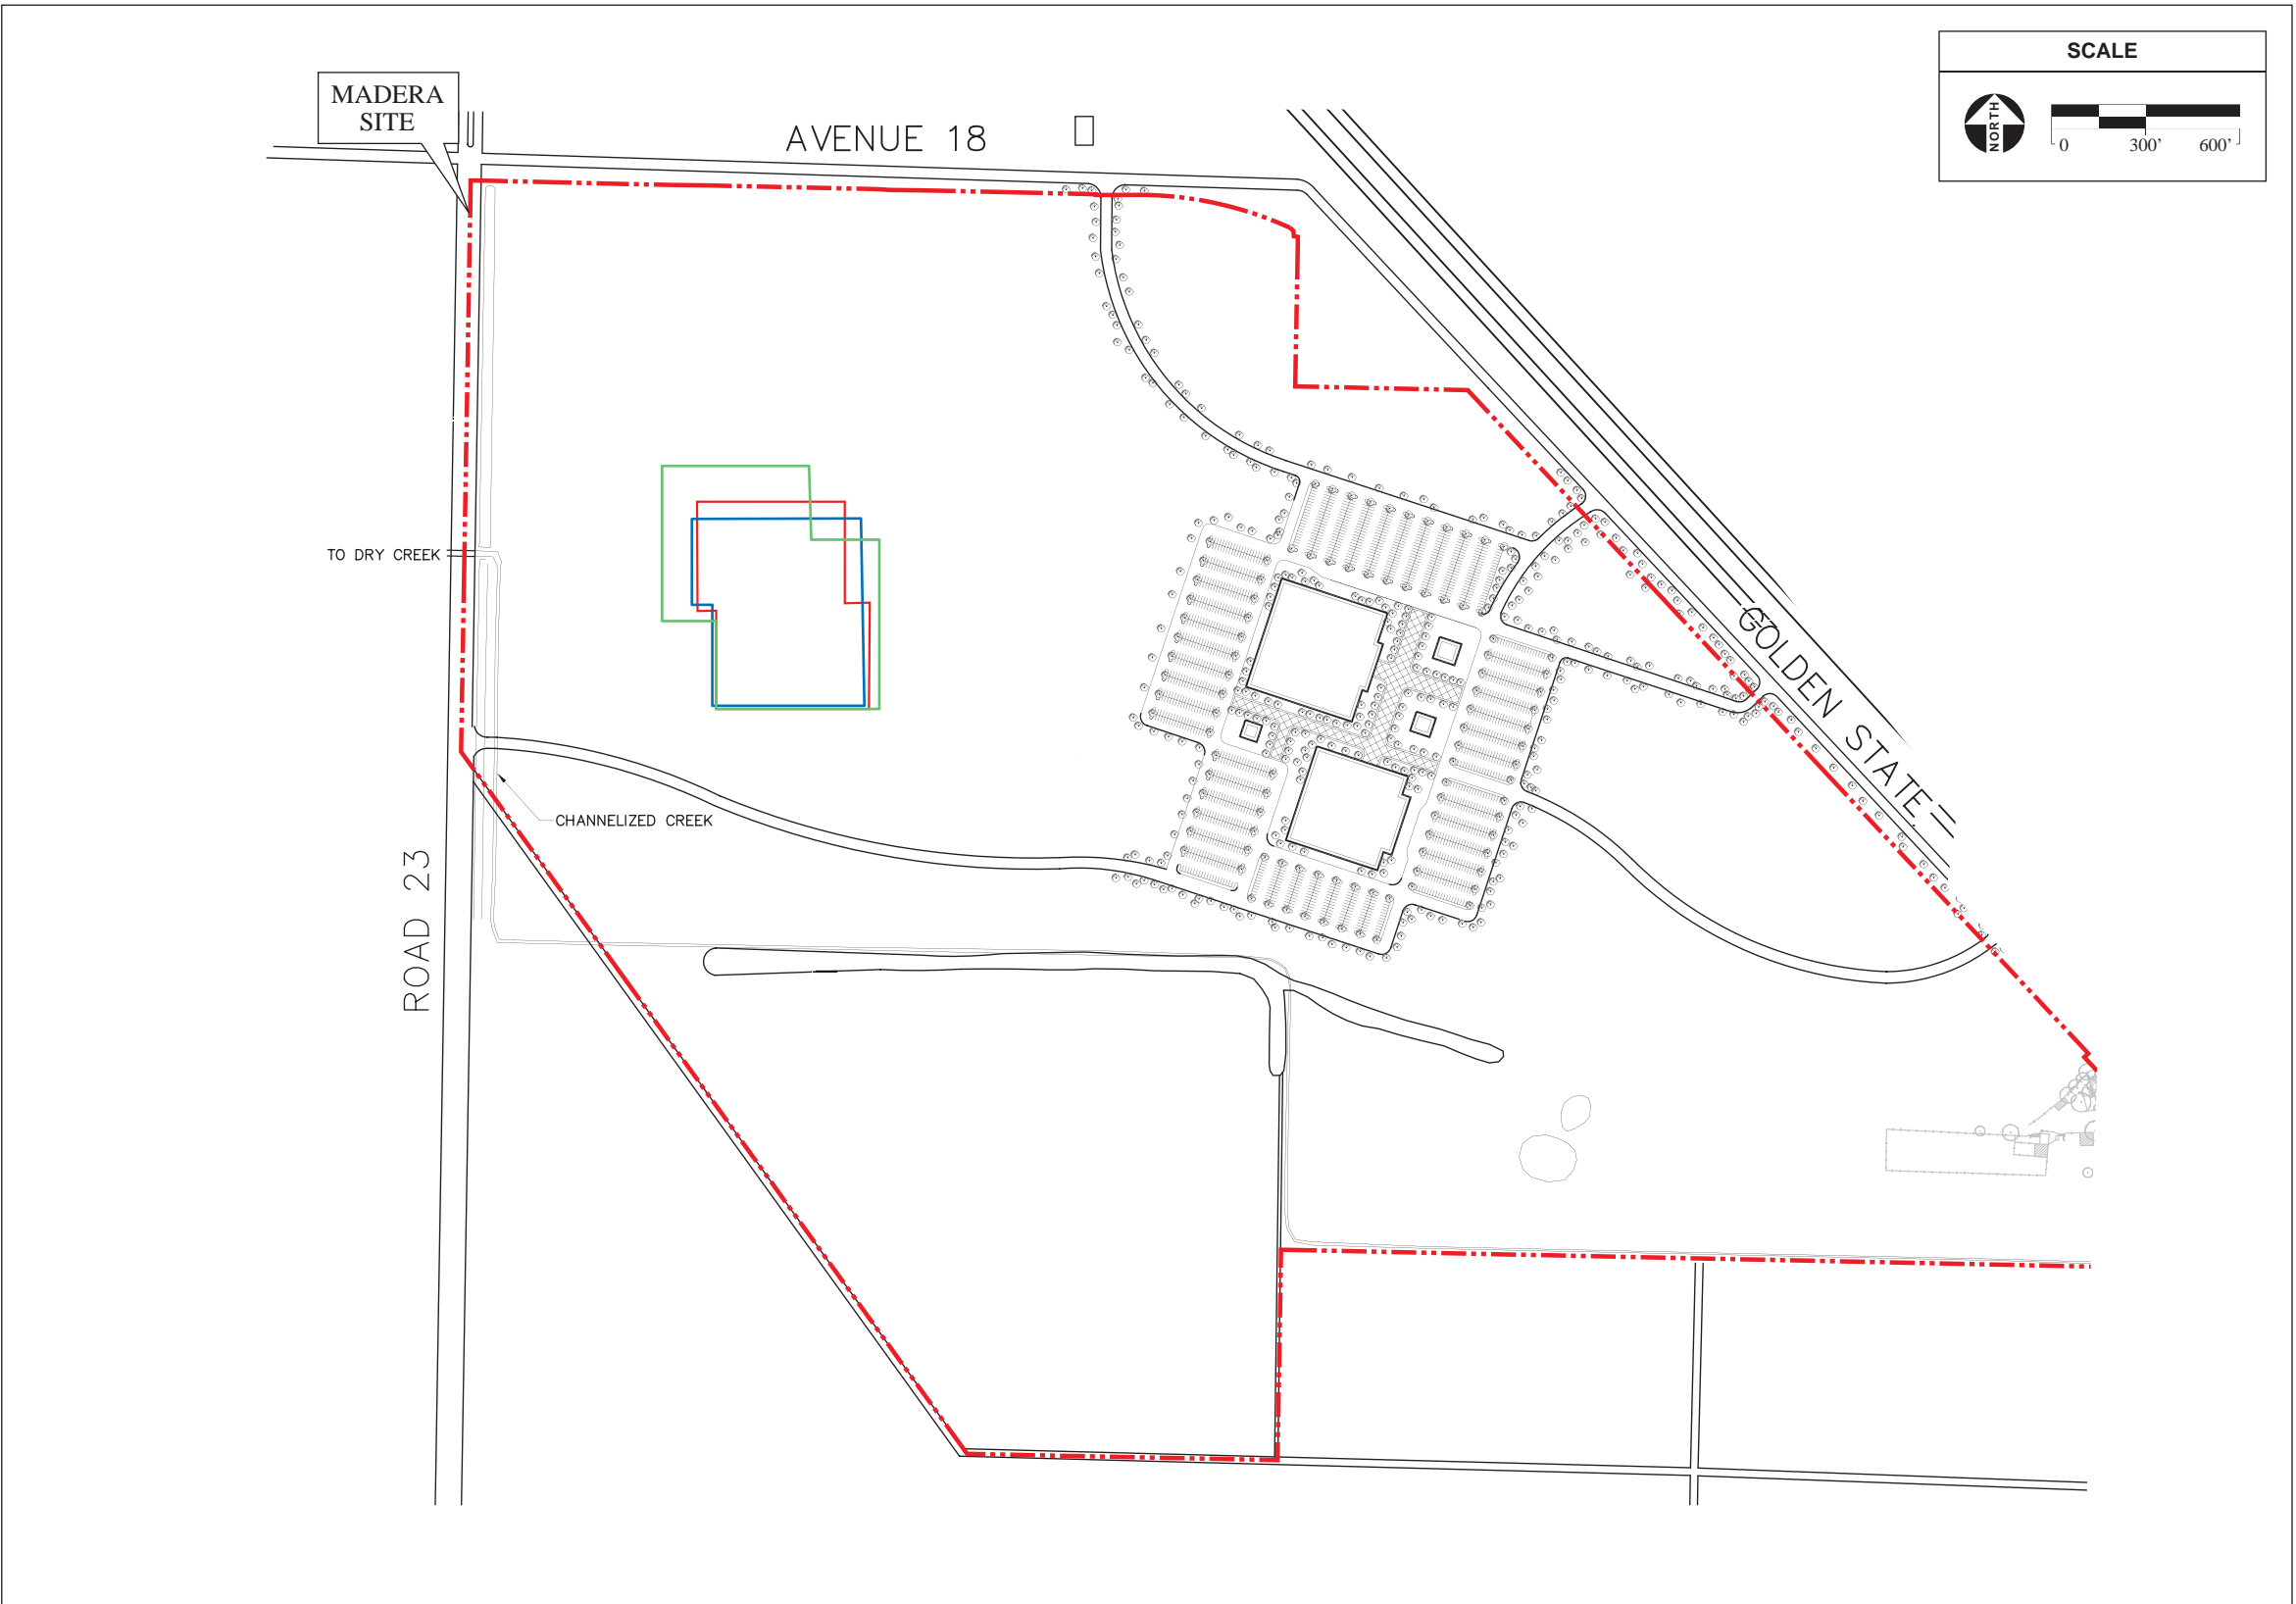 SCALE
NORTH
0 300' 600'
MADERA
SITE
AVENUE 18
TO DRY CREEK
GOLDEN STATE
CHANNELIZED CREEK
ROAD 23